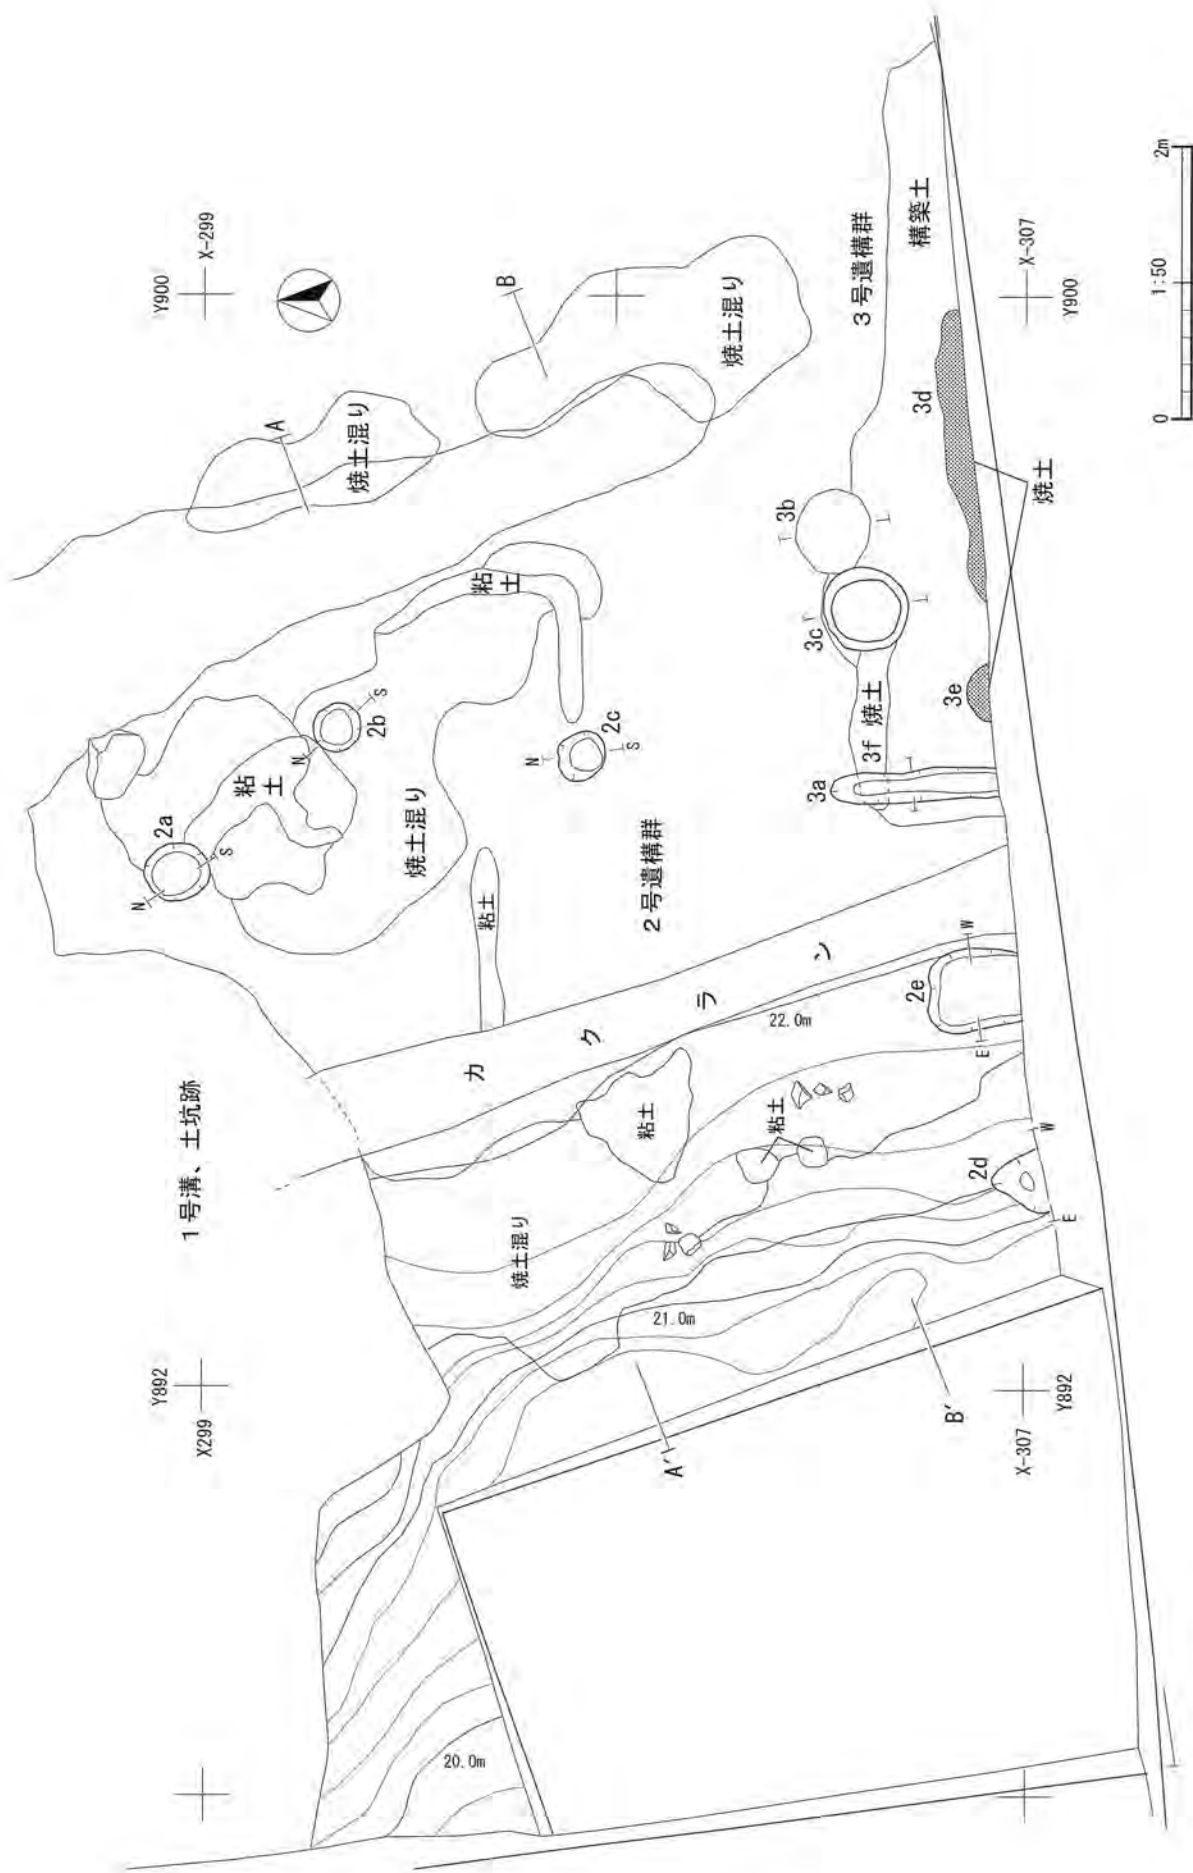 Y892
X299
Y900
X-299
1号溝、土坑跡
A
焼土混り
B
焼土混り
2a
N
S
粘土
2b
N
S
粘土
焼土混り
2c
N
S
粘土
2号遺構群
カクラン
22.0m
粘土
粘土
焼土混り
21.0m
20.0m
A'
B'
2d
W
E
2e
W
E
3号遺構群
構築土
3a
3b
3c
3d
3e
3f 焼土
焼土
X-307
Y892
X-307
Y900
0
1:50
2m